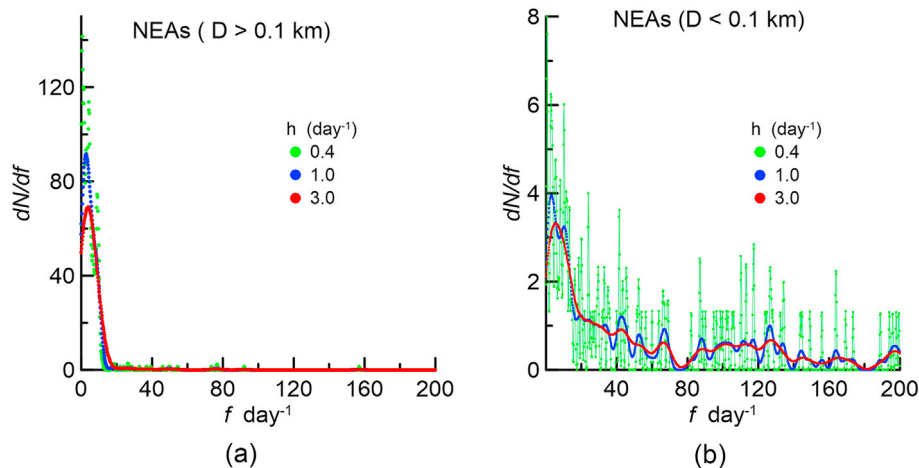 NEAs ( D > 0.1 km)
dN/df
120
80
40
0
h (day⁻¹)
0.4
1.0
3.0
0 40 80 120 160 200
f day⁻¹
(a)
NEAs (D < 0.1 km)
dN/df
8
6
4
2
0
h (day⁻¹)
0.4
1.0
3.0
40 80 120 160 200
f day⁻¹
(b)